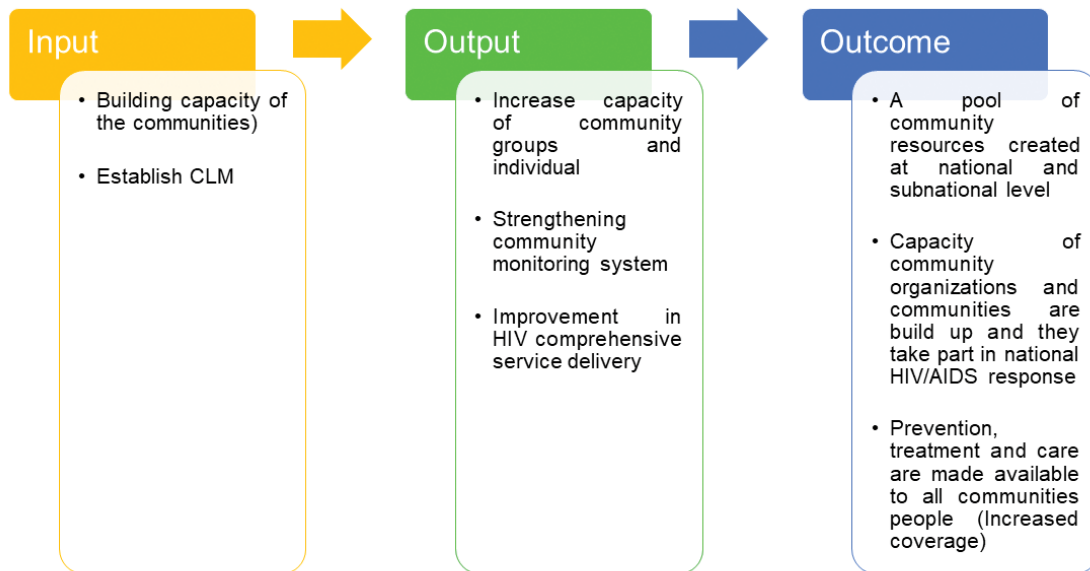 Input
• Building capacity of
the communities)
• Establish CLM
Output
• Increase capacity
of community
groups and
individual
• Strengthening
community
monitoring system
• Improvement in
HIV comprehensive
service delivery
Outcome
• A pool of
community
resources created
at national and
subnational level
• Capacity of
community
organizations and
communities are
build up and they
take part in national
HIV/AIDS response
• Prevention,
treatment and care
are made available
to all communities
people (Increased
coverage)